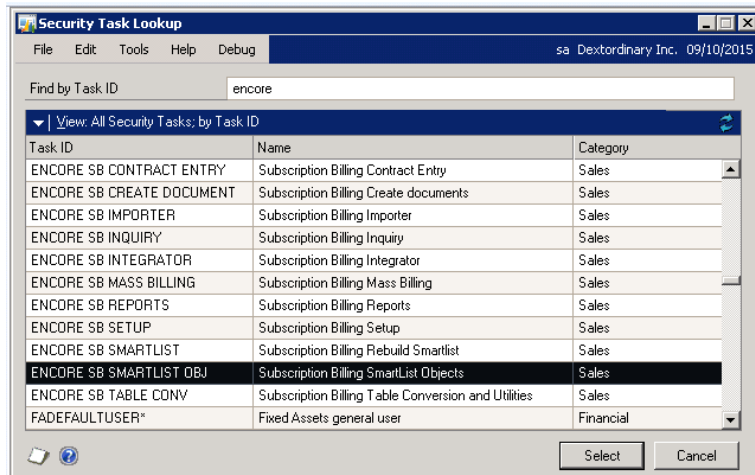 Security Task Lookup
File Edit Tools Help Debug sa Dextordinary Inc. 09/10/2015
Find by Task ID encore
View: All Security Tasks; by Task ID
Task ID Name Category
ENCORE SB CONTRACT ENTRY Subscription Billing Contract Entry Sales
ENCORE SB CREATE DOCUMENT Subscription Billing Create documents Sales
ENCORE SB IMPORTER Subscription Billing Importer Sales
ENCORE SB INQUIRY Subscription Billing Inquiry Sales
ENCORE SB INTEGRATOR Subscription Billing Integrator Sales
ENCORE SB MASS BILLING Subscription Billing Mass Billing Sales
ENCORE SB REPORTS Subscription Billing Reports Sales
ENCORE SB SETUP Subscription Billing Setup Sales
ENCORE SB SMARTLIST Subscription Billing Rebuild Smartlist Sales
ENCORE SB SMARTLIST OBJ Subscription Billing SmartList Objects Sales
ENCORE SB TABLE CONV Subscription Billing Table Conversion and Utilities Sales
FADEFAULTUSER* Fixed Assets general user Financial
Select Cancel